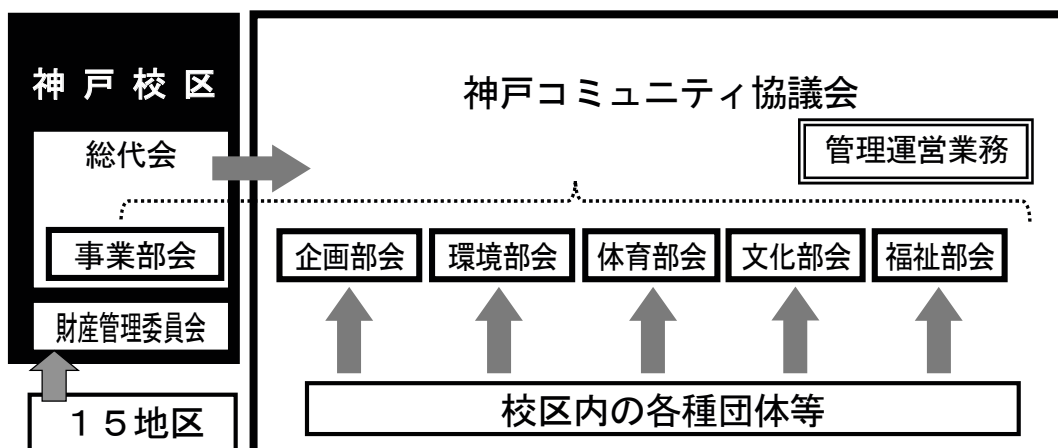 神戸校区
総代会
事業部会
財産管理委員会
１５地区
神戸コミュニティ協議会
管理運営業務
企画部会
環境部会
体育部会
文化部会
福祉部会
校区内の各種団体等